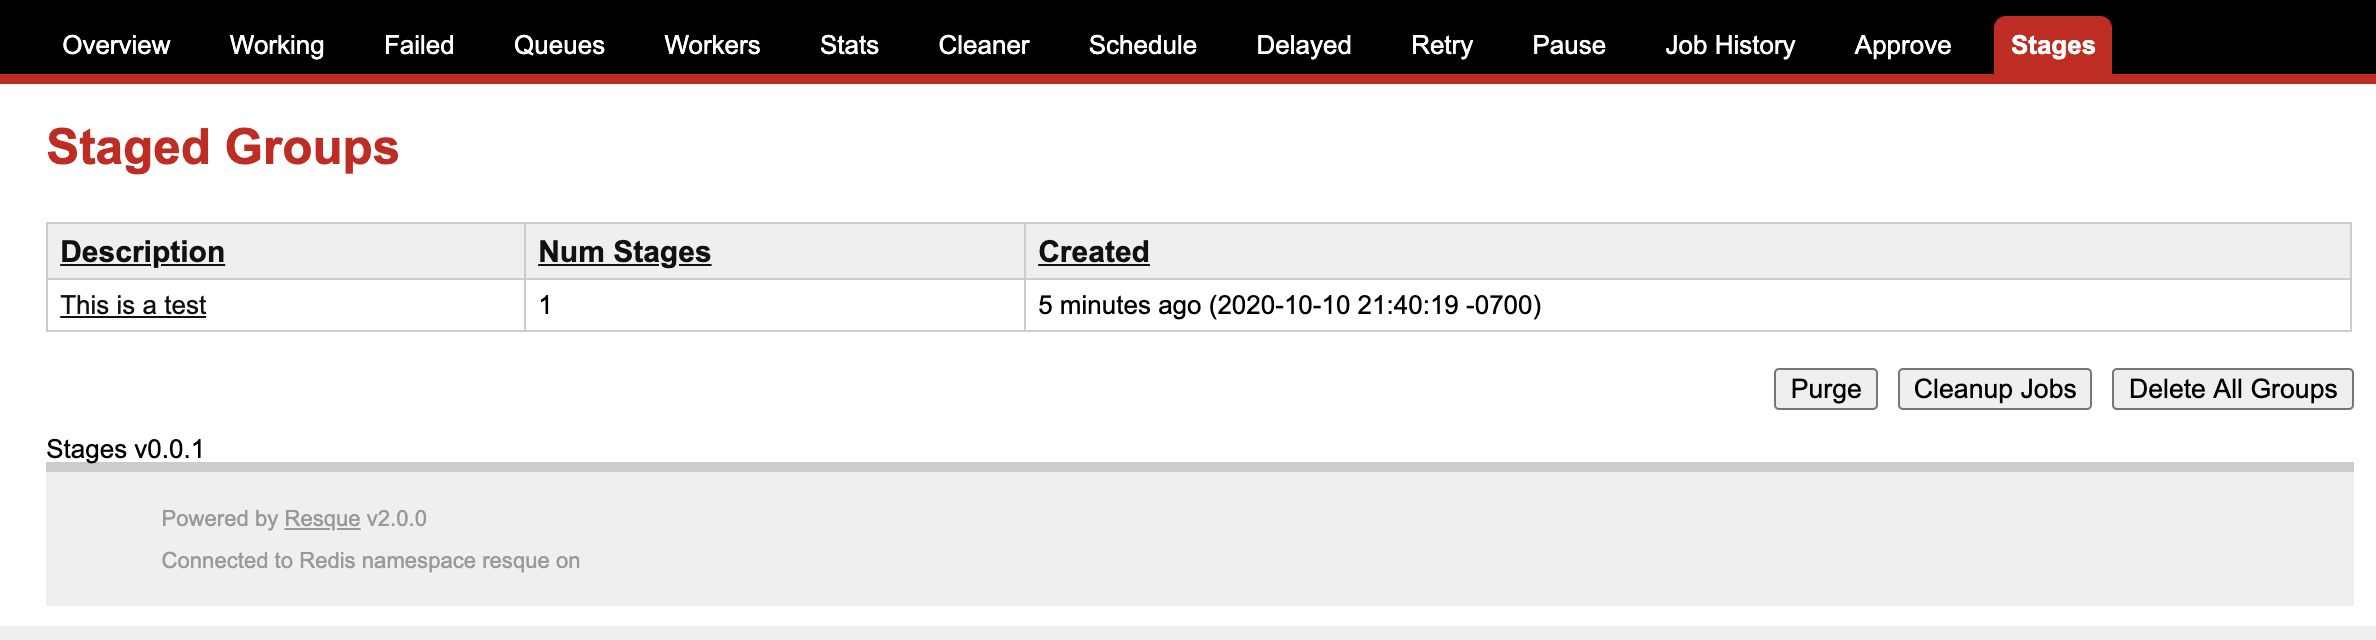 Overview Working Failed Queues Workers Stats Cleaner Schedule Delayed Retry Pause Job History Approve Stages
Staged Groups
Description Num Stages Created
This is a test 1 5 minutes ago (2020-10-10 21:40:19 -0700)
Purge Cleanup Jobs Delete All Groups
Stages v0.0.1
Powered by Resque v2.0.0
Connected to Redis namespace resque on